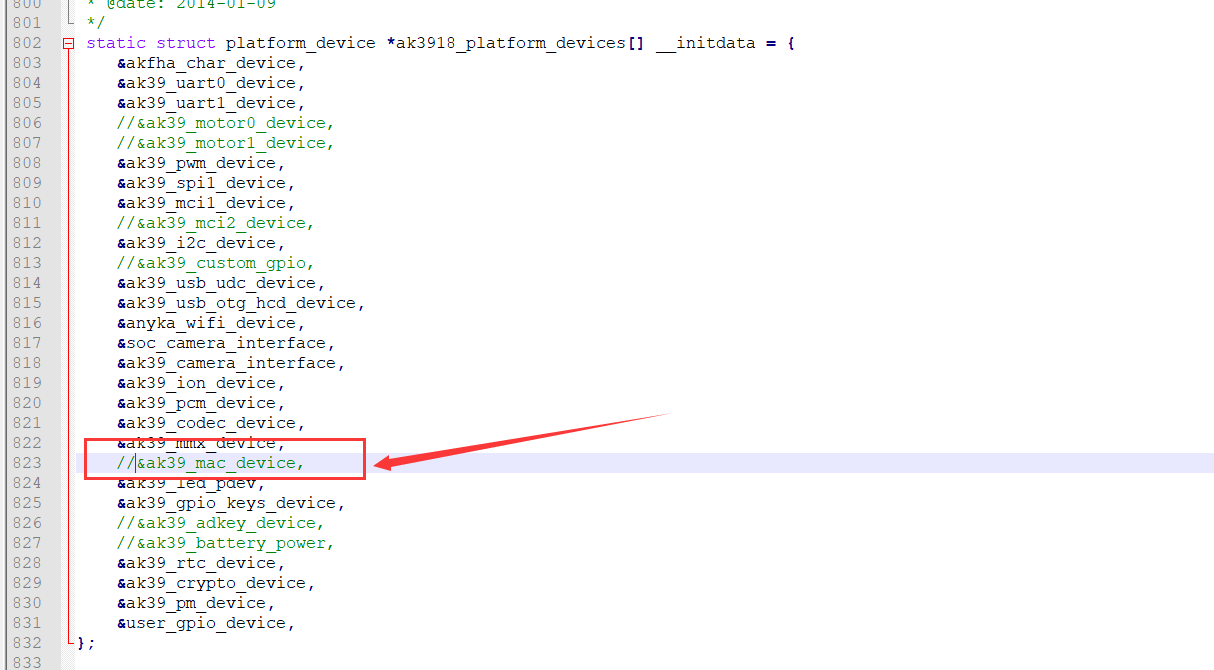 800 * @date: 2014-01-09
801 */
802 static struct platform_device *ak3918_platform_devices[] __initdata = {
803 &akfha_char_device,
804 &ak39_uart0_device,
805 &ak39_uart1_device,
806 //&ak39_motor0_device,
807 //&ak39_motor1_device,
808 &ak39_pwm_device,
809 &ak39_spi1_device,
810 &ak39_mci1_device,
811 //&ak39_mci2_device,
812 &ak39_i2c_device,
813 //&ak39_custom_gpio,
814 &ak39_usb_udc_device,
815 &ak39_usb_otg_hcd_device,
816 &anyka_wifi_device,
817 &soc_camera_interface,
818 &ak39_camera_interface,
819 &ak39_ion_device,
820 &ak39_pcm_device,
821 &ak39_codec_device,
822 &ak39_mmx_device,
823 //&ak39_mac_device,
824 &ak39_led_pdev,
825 &ak39_gpio_keys_device,
826 //&ak39_adkey_device,
827 //&ak39_battery_power,
828 &ak39_rtc_device,
829 &ak39_crypto_device,
830 &ak39_pm_device,
831 &user_gpio_device,
832 };
833